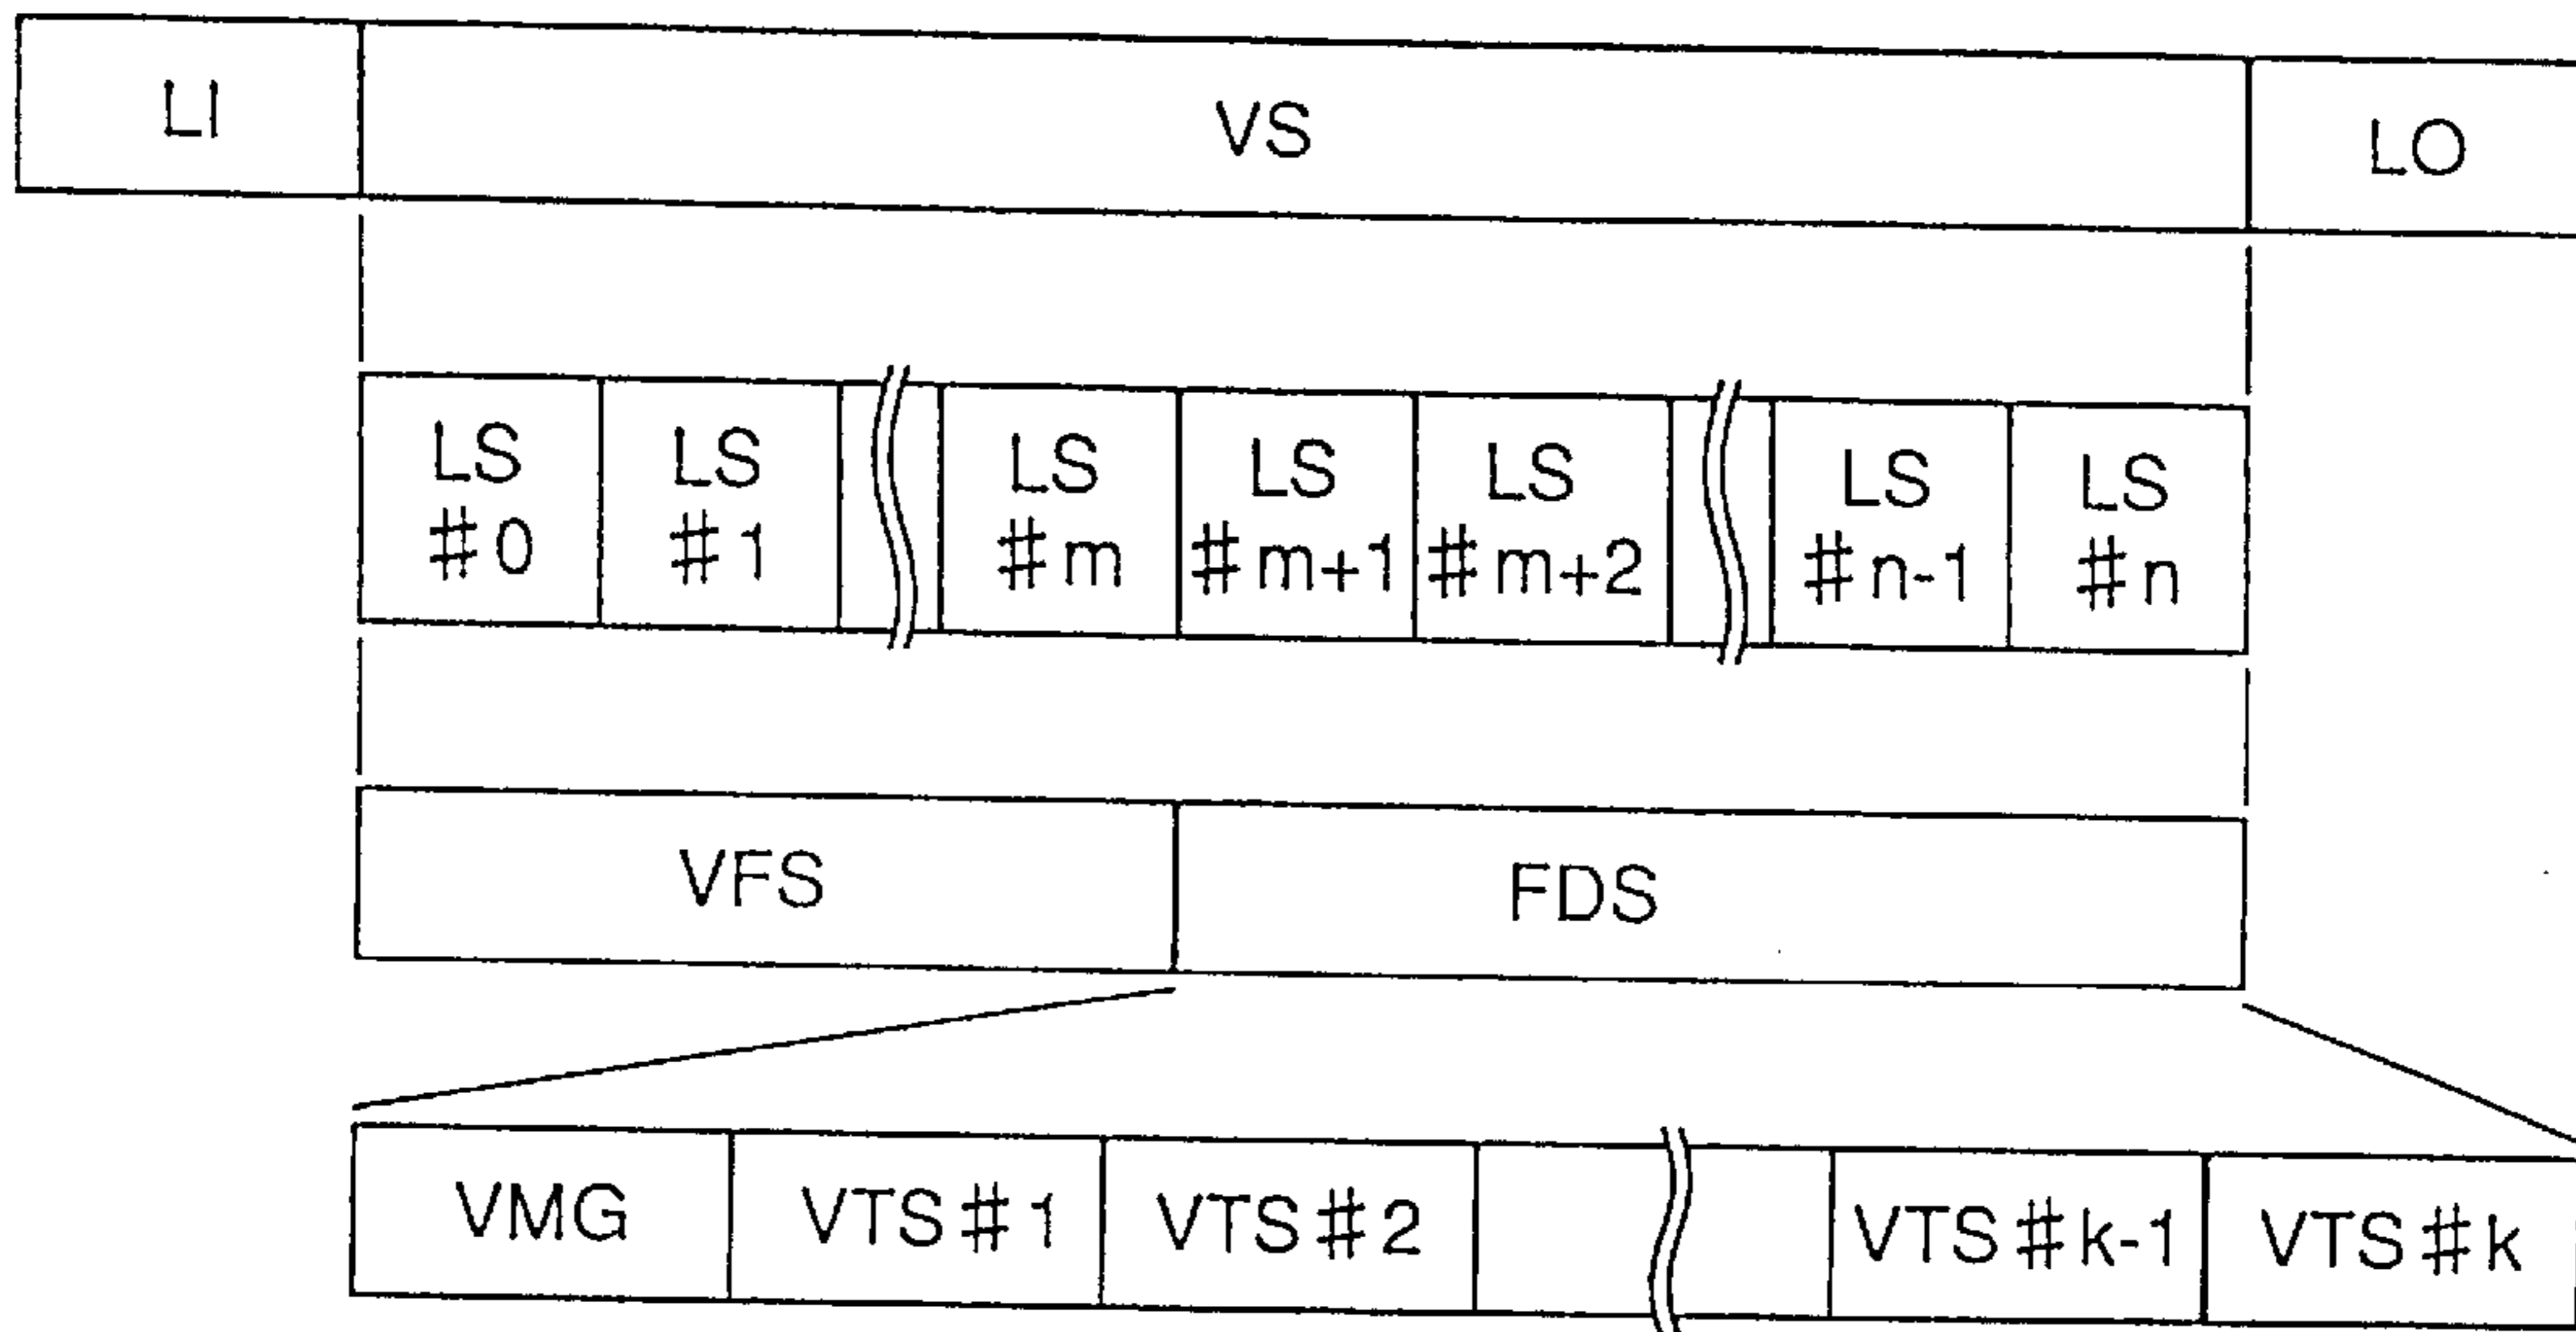 LI VS LO
LS LS LS LS LS LS LS
#0 #1 #m #m+1 #m+2 #n-1 #n
VFS FDS
VMG VTS#1 VTS#2 VTS#k-1 VTS#k